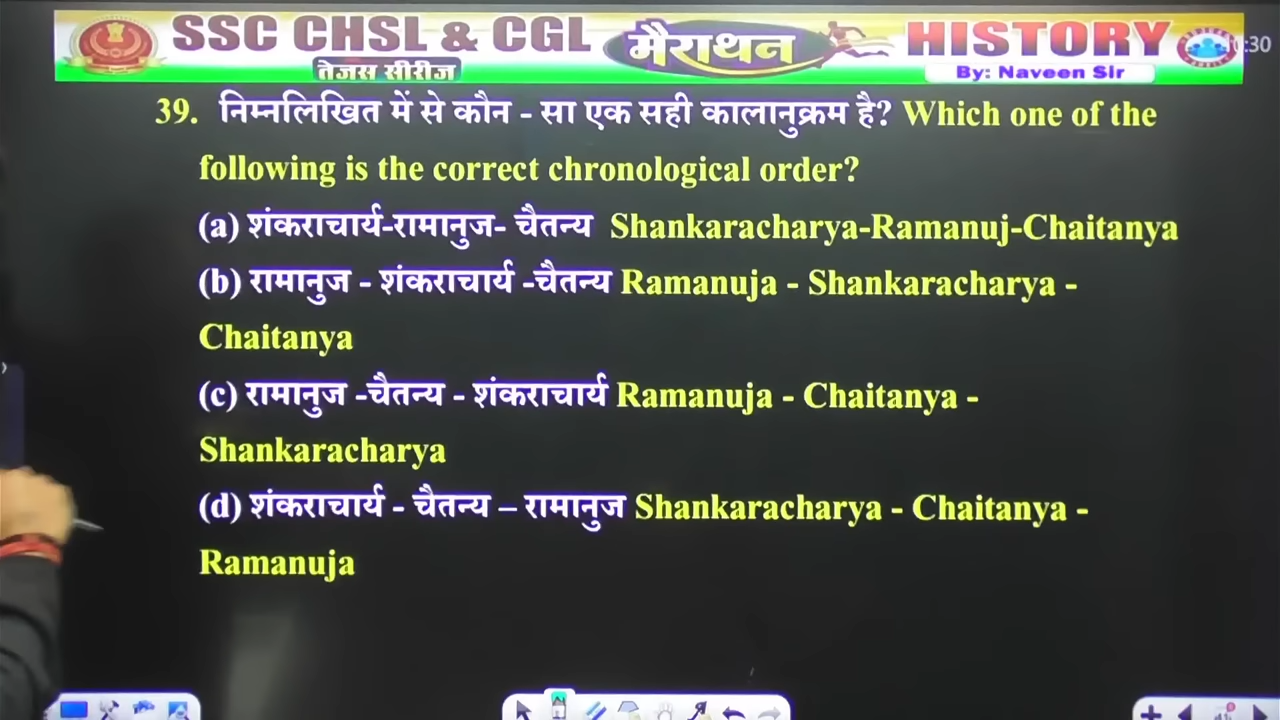 SSC CHSL & CGL मैराथन HISTORY
तेजस सीरीज By: Naveen Sir
39. निम्नलिखित में से कौन - सा एक सही कालानुक्रम है? Which one of the
following is the correct chronological order?
(a) शंकराचार्य-रामानुज- चैतन्य Shankaracharya-Ramanuj-Chaitanya
(b) रामानुज - शंकराचार्य -चैतन्य Ramanuja - Shankaracharya -
Chaitanya
(c) रामानुज -चैतन्य - शंकराचार्य Ramanuja - Chaitanya -
Shankaracharya
(d) शंकराचार्य - चैतन्य – रामानुज Shankaracharya - Chaitanya -
Ramanuja